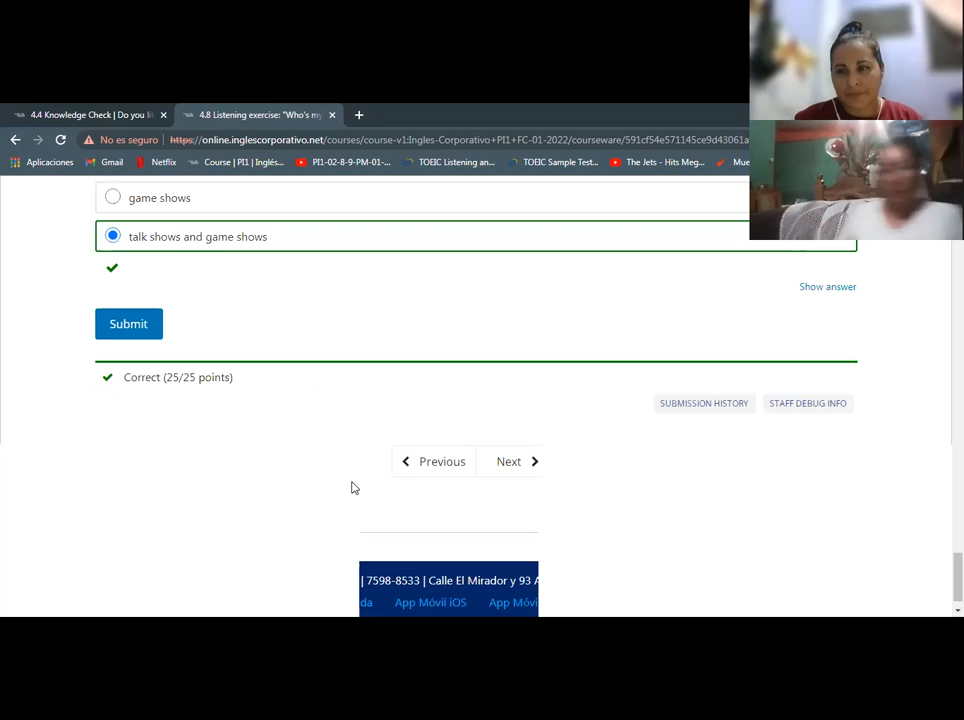 4.4 Knowledge Check | Do you li
4.8 Listening exercise: "Who's my
No es seguro
https://online.inglescorporativo.net/courses/course-v1:Ingles-Corporativo+PI1+FC-01-2022/courseware/591cf54e571145ce9d43061a
Aplicaciones
Gmail
Netflix
Course | PI1 | Inglés...
PI1-02-8-9-PM-01-...
TOEIC Listening an...
TOEIC Sample Test...
The Jets - Hits Meg...
Mue
game shows
talk shows and game shows
Show answer
Submit
Correct (25/25 points)
SUBMISSION HISTORY
STAFF DEBUG INFO
Previous
Next
| 7598-8533 | Calle El Mirador y 93 A
da
App Móvil iOS
App Móvi